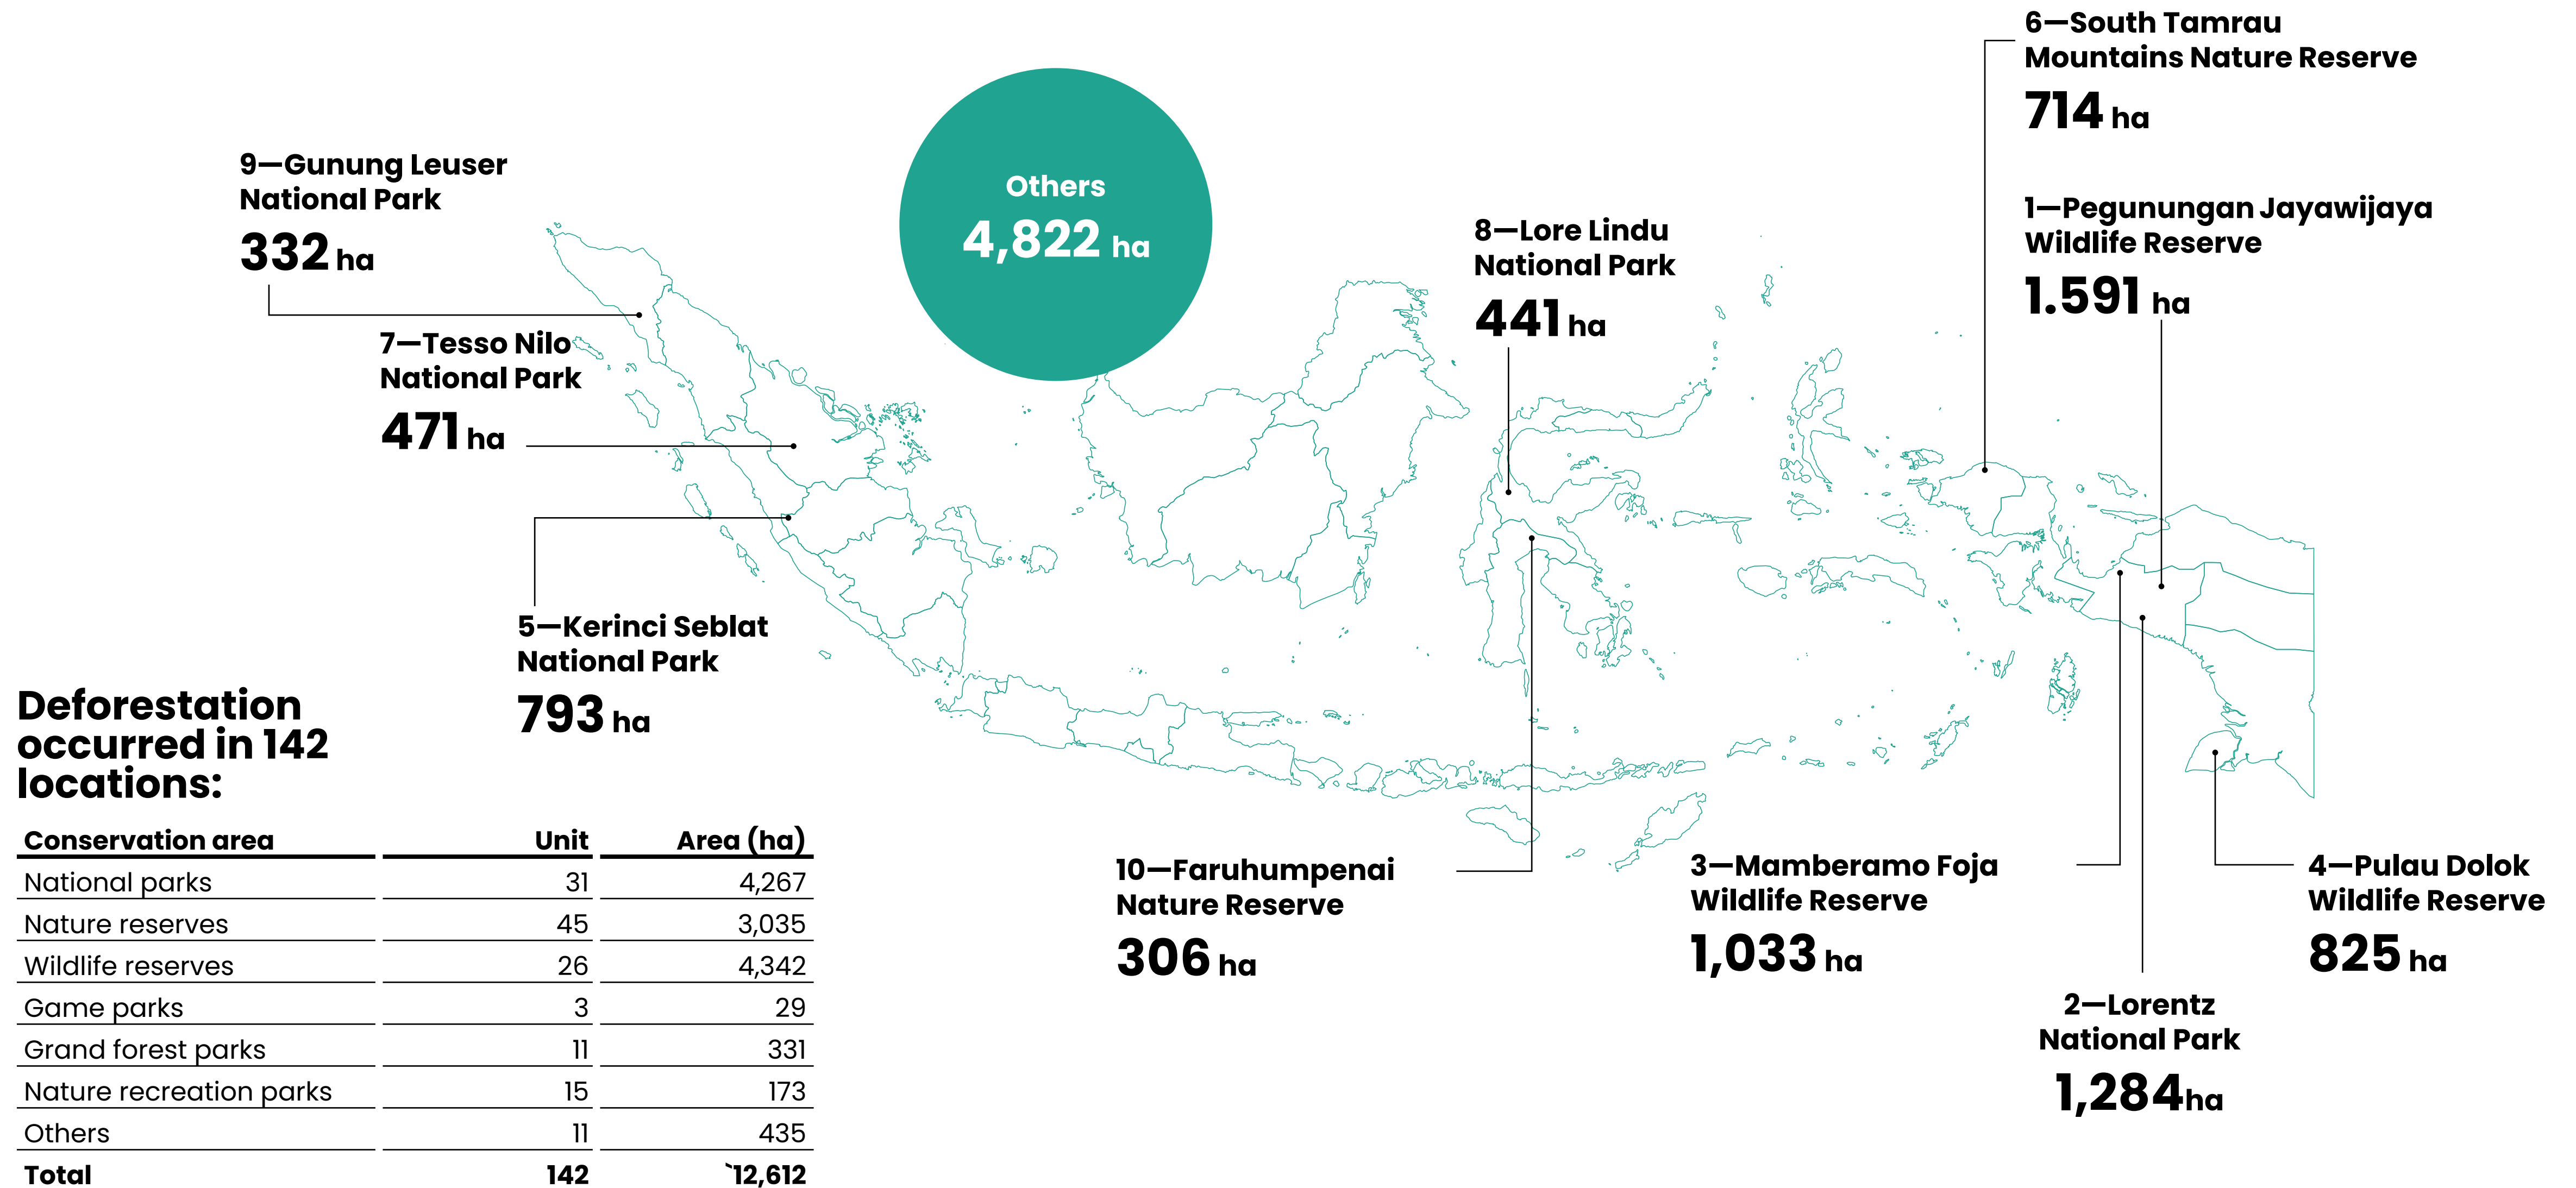 6—South Tamrau
Mountains Nature Reserve
714 ha
9—Gunung Leuser
National Park
332 ha
Others
4,822 ha
1—Pegunungan Jayawijaya
Wildlife Reserve
1.591 ha
8—Lore Lindu
National Park
441 ha
7—Tesso Nilo
National Park
471 ha
5—Kerinci Seblat
National Park
793 ha
Deforestation
occurred in 142
locations:
Conservation area Unit Area (ha)
National parks 31 4,267
Nature reserves 45 3,035
Wildlife reserves 26 4,342
Game parks 3 29
Grand forest parks 11 331
Nature recreation parks 15 173
Others 11 435
Total 142 `12,612
10—Faruhumpenai
Nature Reserve
306 ha
3—Mamberamo Foja
Wildlife Reserve
1,033 ha
4—Pulau Dolok
Wildlife Reserve
825 ha
2—Lorentz
National Park
1,284ha